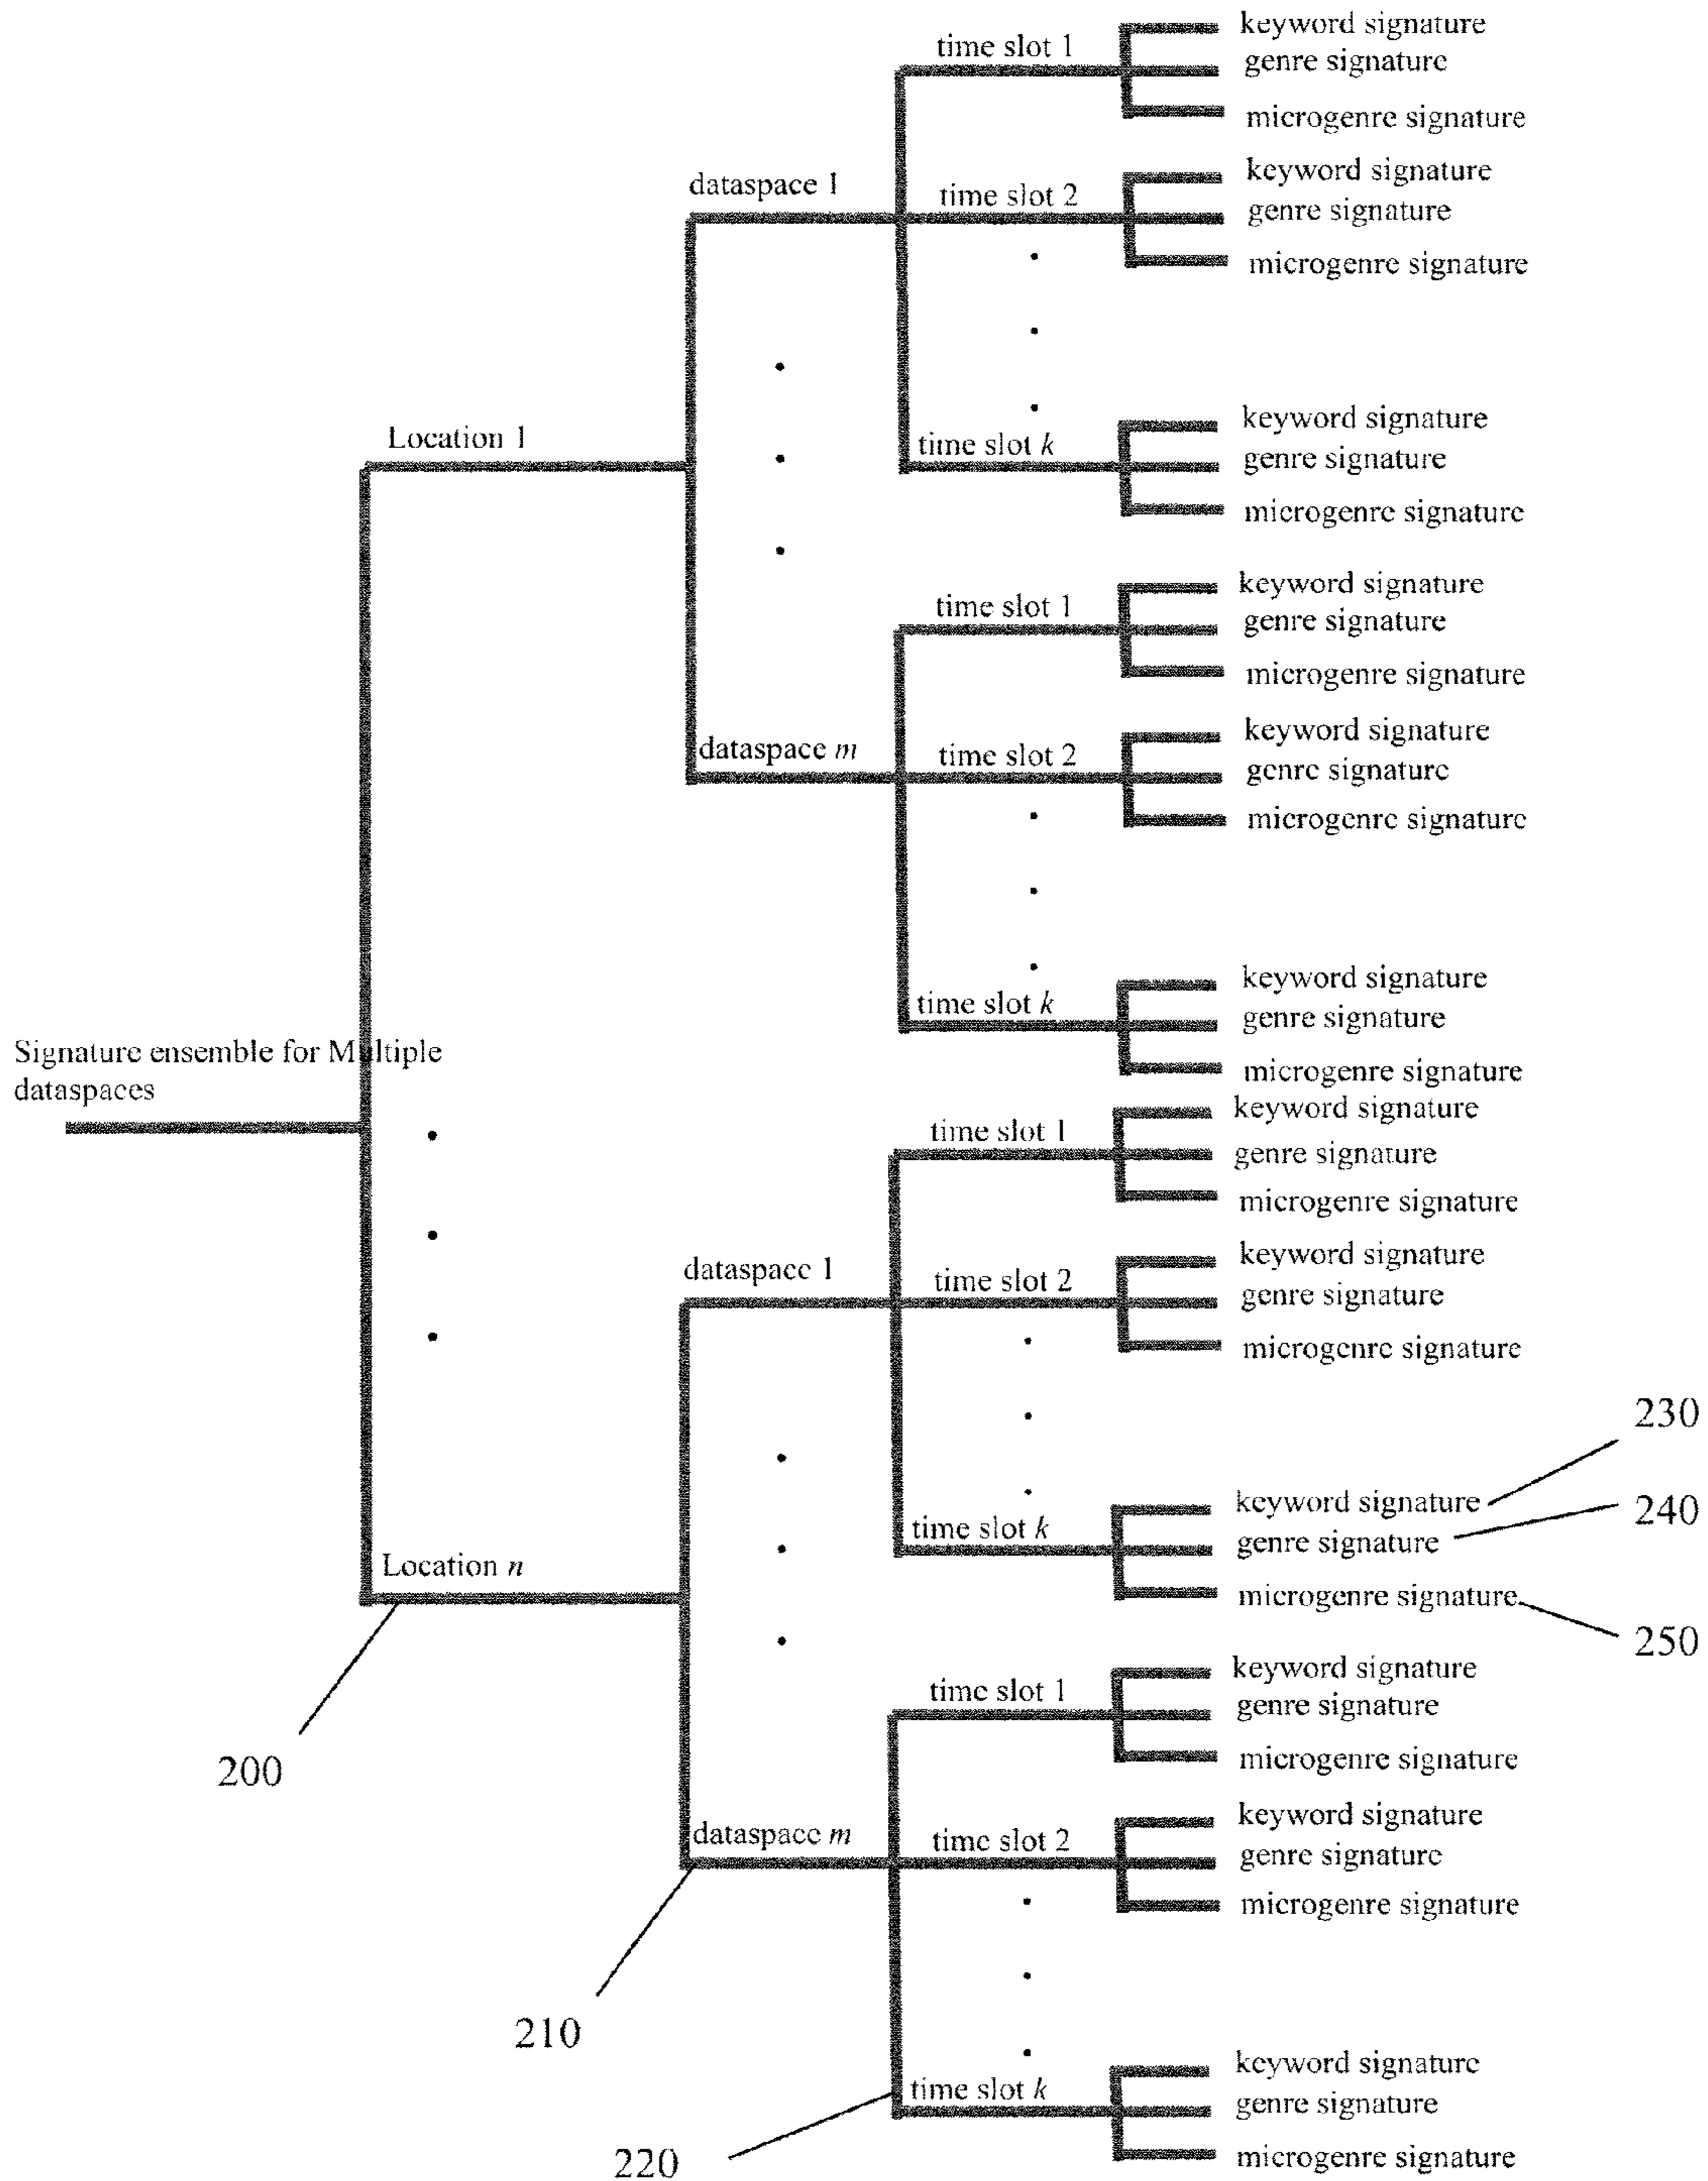 keyword signature
time slot 1
genre signature
microgenre signature
keyword signature
dataspace 1
time slot 2
genre signature
microgenre signature
keyword signature
Location 1
time slot k
genre signature
microgenre signature
keyword signature
time slot 1
genre signature
microgenre signature
keyword signature
dataspace m
time slot 2
genre signature
microgenre signature
keyword signature
time slot k
genre signature
microgenre signature
Signature ensemble for Multiple
dataspaces
keyword signature
time slot 1
genre signature
microgenre signature
keyword signature
dataspace 1
time slot 2
genre signature
microgenre signature
230
keyword signature
240
time slot k
genre signature
Location n
microgenre signature
250
200
keyword signature
time slot 1
genre signature
microgenre signature
keyword signature
dataspace m
time slot 2
genre signature
microgenre signature
210
keyword signature
time slot k
genre signature
microgenre signature
220